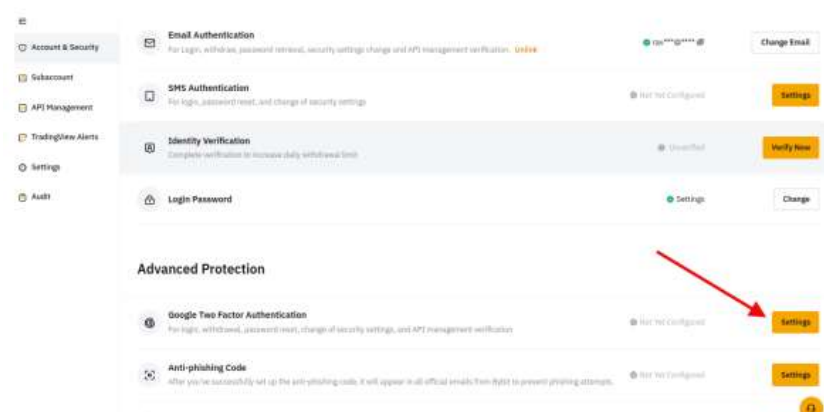 Account & Security
Subaccount
API Management
TradingView Alerts
Settings
Audit
Email Authentication
For Login, withdraw, password retrieval, security settings change and API management verification. Unlink
Change Email
SMS Authentication
For login, password reset, and change of security settings
Not Yet Configured
Settings
Identity Verification
Complete verification to increase daily withdrawal limit
Unverified
Verify Now
Login Password
Settings
Change
Advanced Protection
Google Two Factor Authentication
For login, withdrawal, password reset, change of security settings, and API management verification
Not Yet Configured
Settings
Anti-phishing Code
After you've successfully set up the anti-phishing code, it will appear in all official emails from Bybit to prevent phishing attempts.
Not Yet Configured
Settings